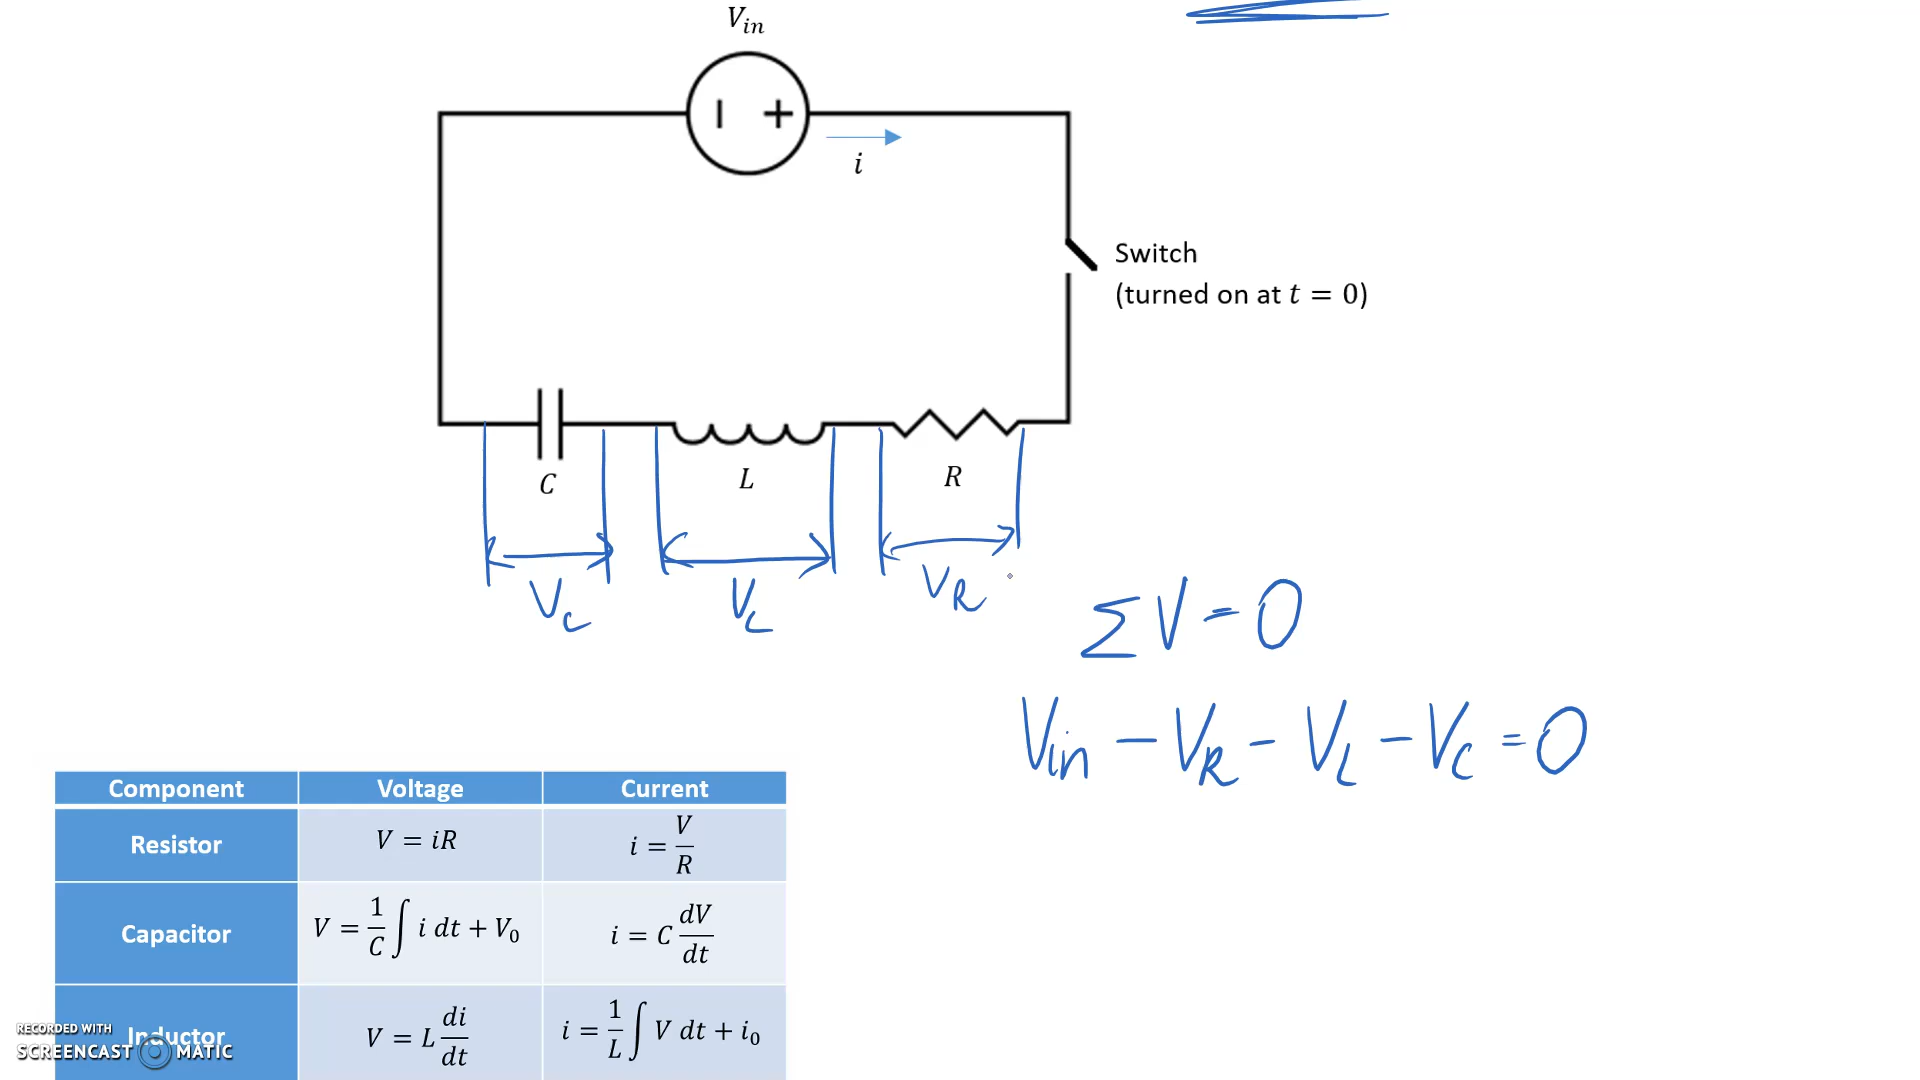 V_in
i
Switch
(turned on at t = 0)
C
L
R
V_C
V_L
V_R
ΣV = 0
V_in - V_R - V_L - V_C = 0
Component Voltage Current
Resistor V = iR i = V/R
Capacitor V = 1/C ∫ i dt + V_0 i = C dV/dt
Inductor V = L di/dt i = 1/L ∫ V dt + i_0
RECORDED WITH
SCREENCAST MATIC